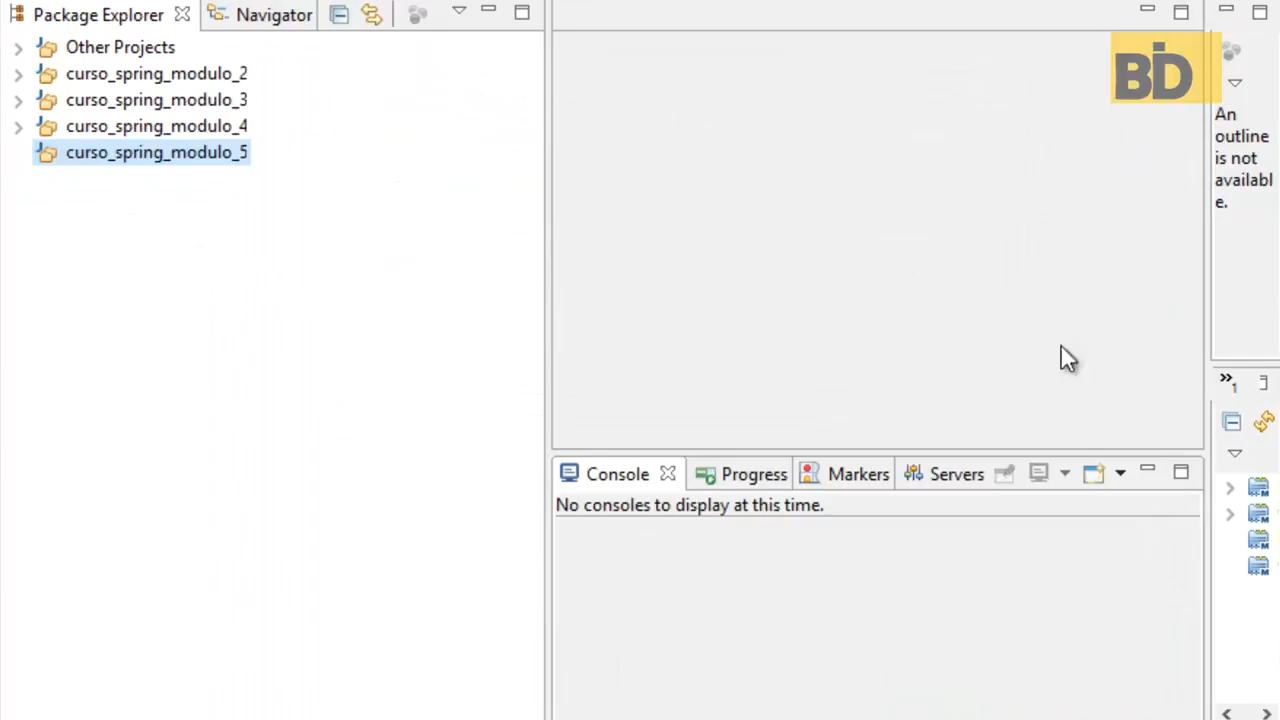 Package Explorer
Navigator
Other Projects
curso_spring_modulo_2
curso_spring_modulo_3
curso_spring_modulo_4
curso_spring_modulo_5
BD
An
outline
is not
availabl
e.
1
Console
Progress
Markers
Servers
No consoles to display at this time.